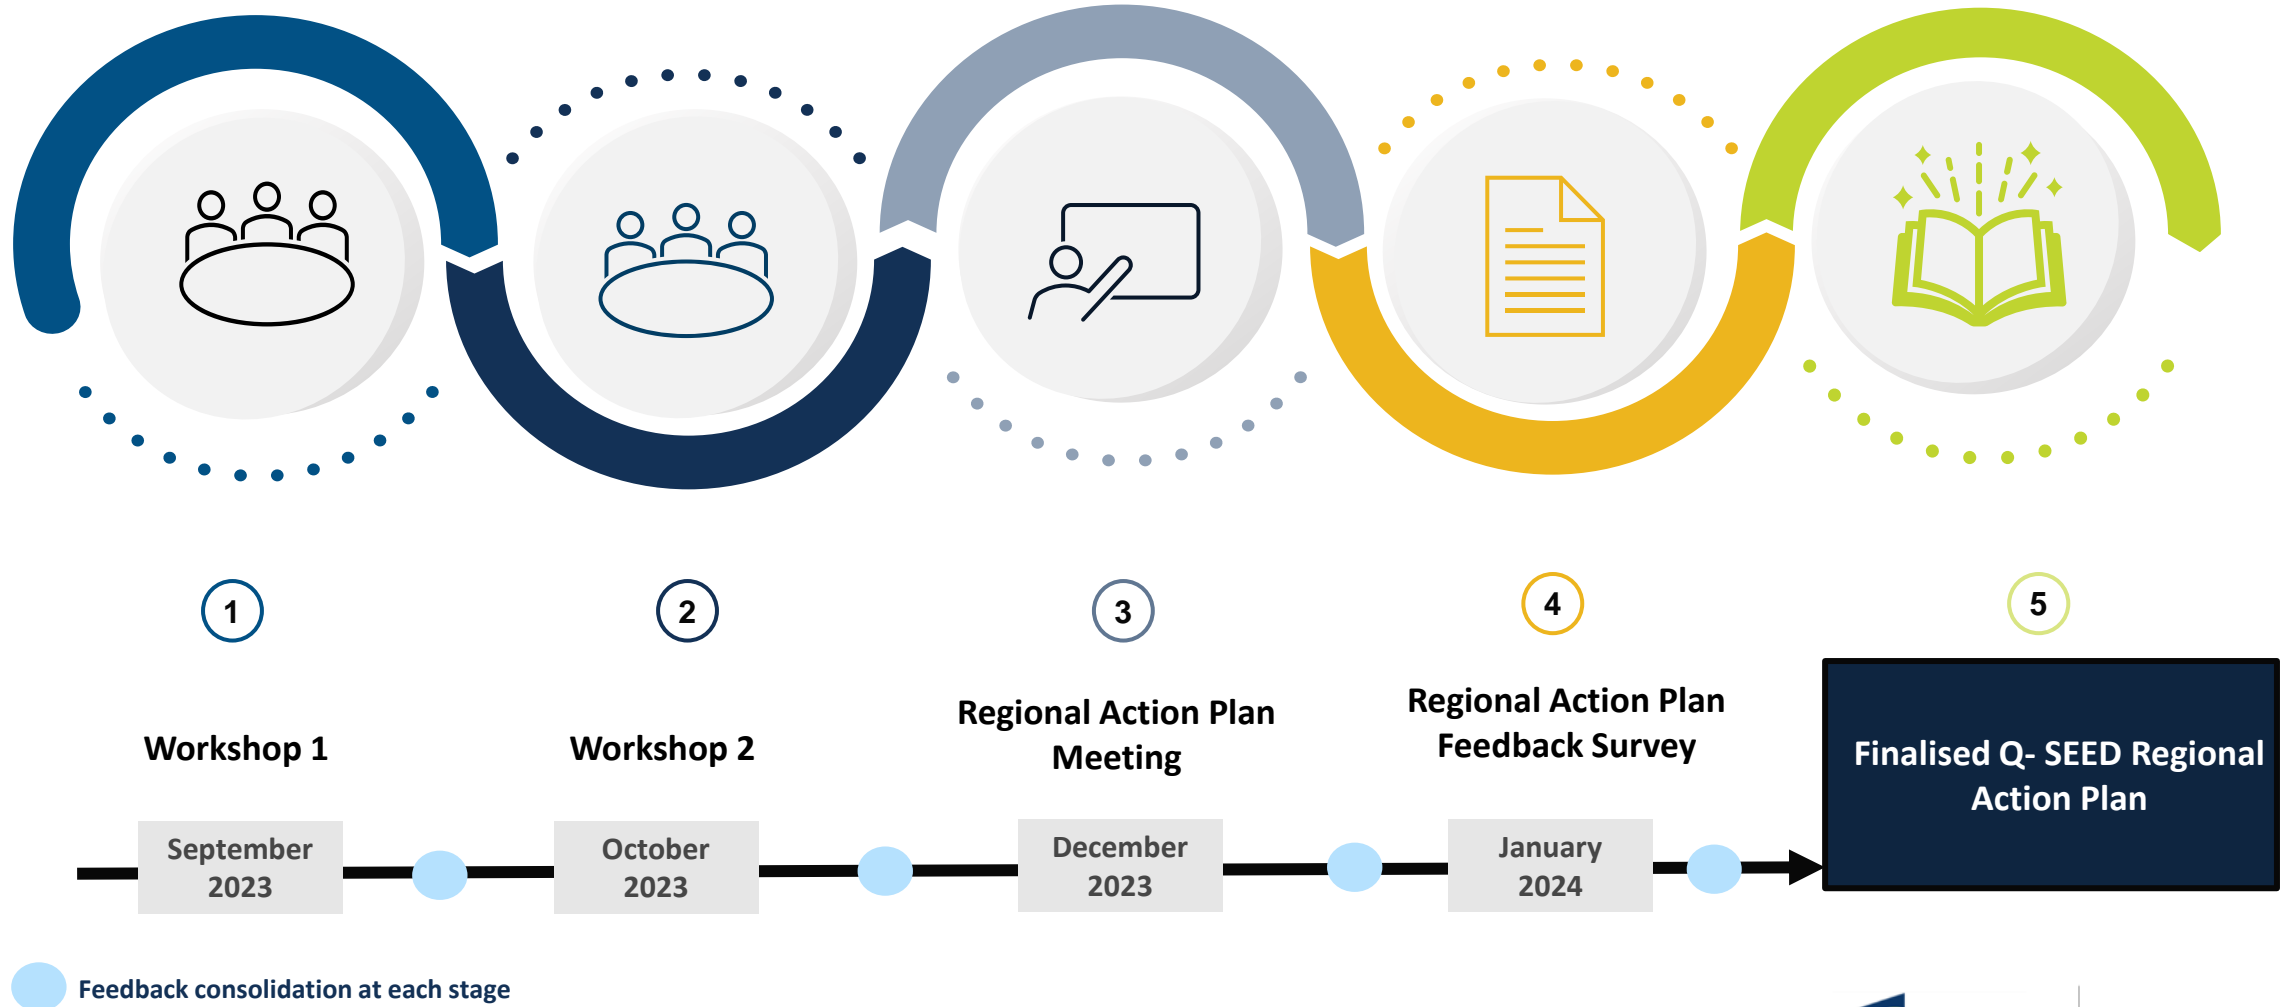 1
2
3
4
5
Workshop 1
Workshop 2
Regional Action Plan
Meeting
Regional Action Plan
Feedback Survey
Finalised Q- SEED Regional
Action Plan
September
2023
October
2023
December
2023
January
2024
Feedback consolidation at each stage